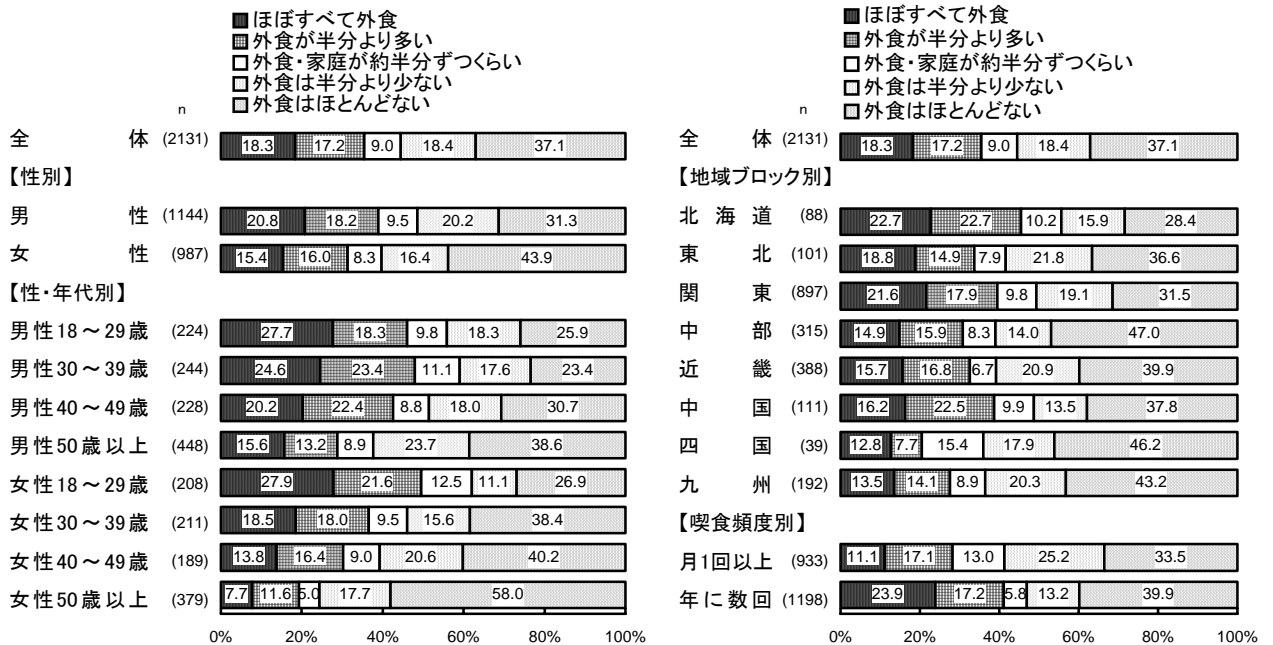 ほぼすべて外食
外食が半分より多い
外食・家庭が約半分ずつくらい
外食は半分より少ない
外食はほとんどない
n
全体 (2131) 18.3 17.2 9.0 18.4 37.1
【性別】
男性 (1144) 20.8 18.2 9.5 20.2 31.3
女性 (987) 15.4 16.0 8.3 16.4 43.9
【性・年代別】
男性18～29歳 (224) 27.7 18.3 9.8 18.3 25.9
男性30～39歳 (244) 24.6 23.4 11.1 17.6 23.4
男性40～49歳 (228) 20.2 22.4 8.8 18.0 30.7
男性50歳以上 (448) 15.6 13.2 8.9 23.7 38.6
女性18～29歳 (208) 27.9 21.6 12.5 11.1 26.9
女性30～39歳 (211) 18.5 18.0 9.5 15.6 38.4
女性40～49歳 (189) 13.8 16.4 9.0 20.6 40.2
女性50歳以上 (379) 7.7 11.6 5.0 17.7 58.0
0% 20% 40% 60% 80% 100%
ほぼすべて外食
外食が半分より多い
外食・家庭が約半分ずつくらい
外食は半分より少ない
外食はほとんどない
n
全体 (2131) 18.3 17.2 9.0 18.4 37.1
【地域ブロック別】
北海道 (88) 22.7 22.7 10.2 15.9 28.4
東北 (101) 18.8 14.9 7.9 21.8 36.6
関東 (897) 21.6 17.9 9.8 19.1 31.5
中部 (315) 14.9 15.9 8.3 14.0 47.0
近畿 (388) 15.7 16.8 6.7 20.9 39.9
中国 (111) 16.2 22.5 9.9 13.5 37.8
四国 (39) 12.8 7.7 15.4 17.9 46.2
九州 (192) 13.5 14.1 8.9 20.3 43.2
【喫食頻度別】
月1回以上 (933) 11.1 17.1 13.0 25.2 33.5
年に数回 (1198) 23.9 17.2 5.8 13.2 39.9
0% 20% 40% 60% 80% 100%